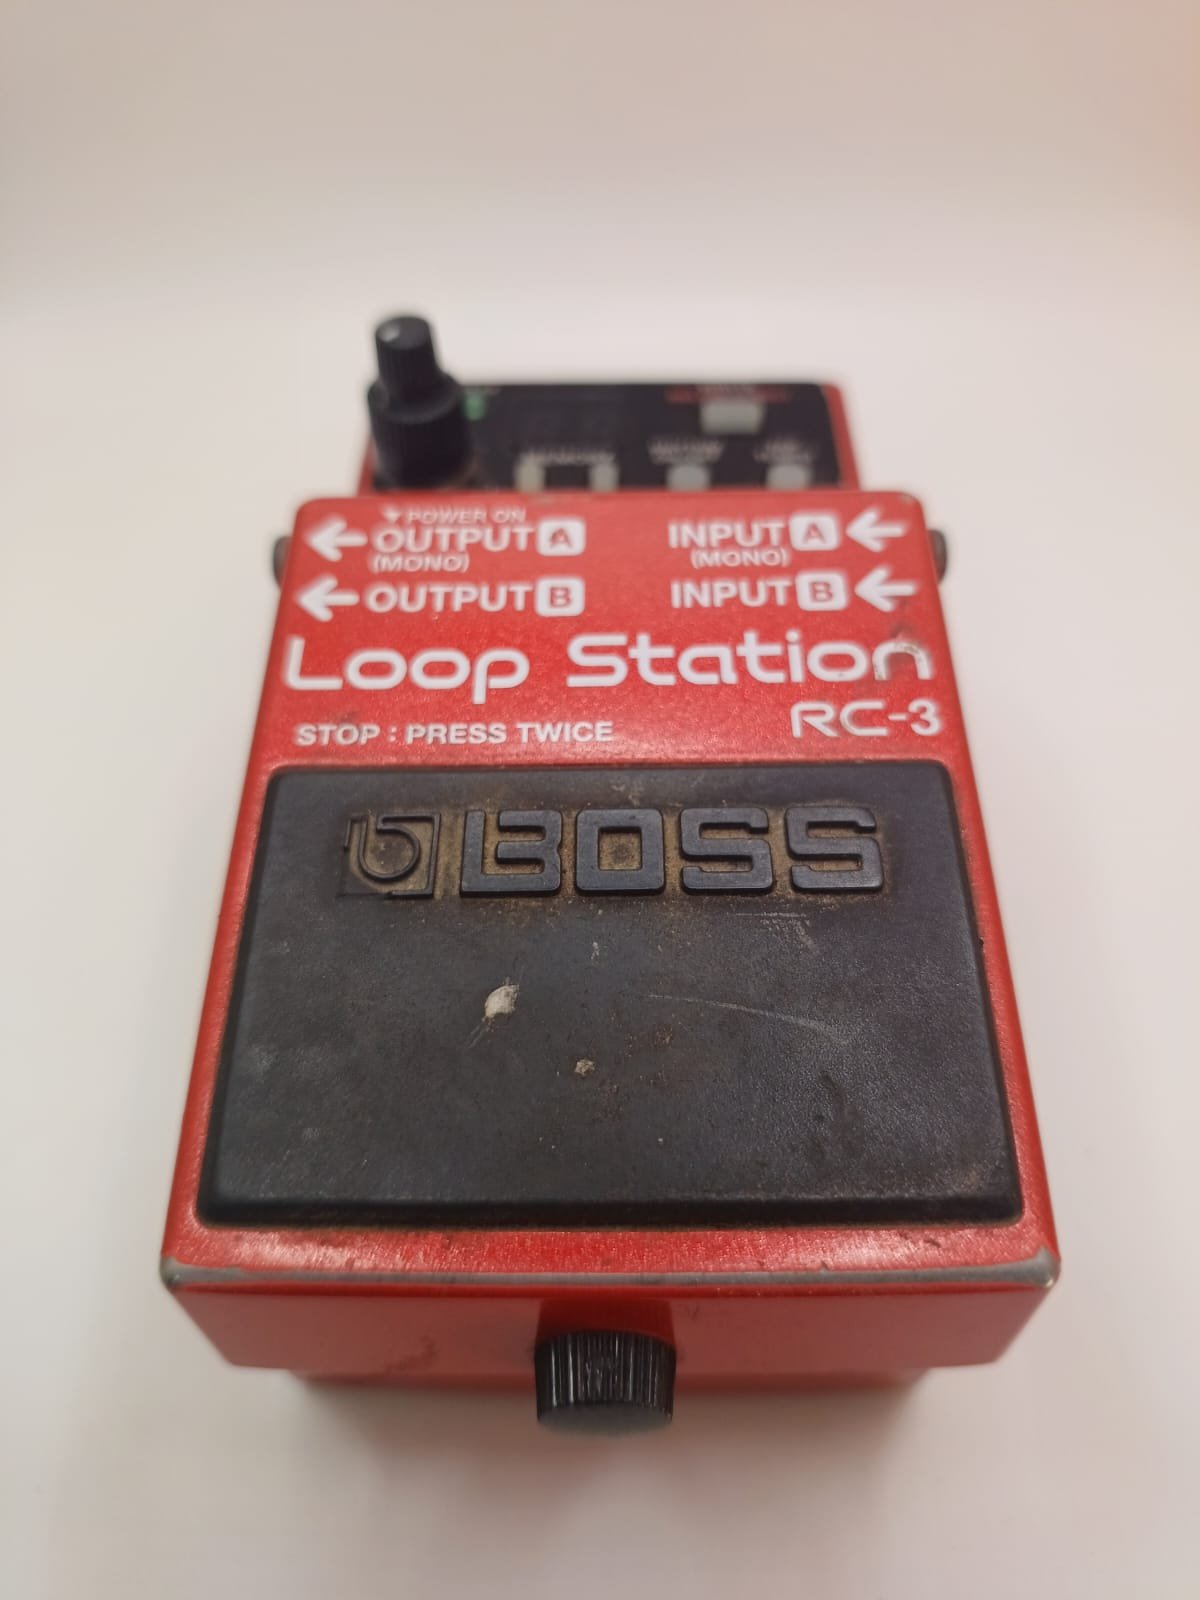 POWER ON
OUTPUT A
(MONO)
OUTPUT B
INPUT A
(MONO)
INPUT B
Loop Station
RC-3
STOP : PRESS TWICE
BOSS